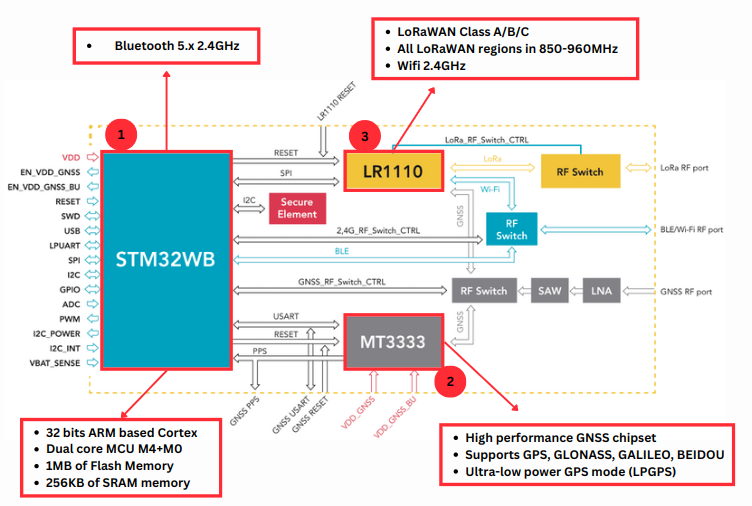 Bluetooth 5.x 2.4GHz
LoRaWAN Class A/B/C
All LoRaWAN regions in 850-960MHz
Wifi 2.4GHz
LR1110 RESET
1
3
LoRa_RF_Switch_CTRL
VDD
EN_VDD_GNSS
EN_VDD_GNSS_BU
RESET
SWD
USB
LPUART
SPI
I2C
GPIO
ADC
PWM
I2C_POWER
I2C_INT
VBAT_SENSE
STM32WB
RESET
SPI
I2C
Secure
Element
2,4G_RF_Switch_CTRL
BLE
GNSS_RF_Switch_CTRL
USART
RESET
PPS
LR1110
LoRa
Wi-Fi
GNSS
RF Switch
LoRa RF port
RF
Switch
BLE/Wi-Fi RF port
RF Switch
SAW
LNA
GNSS RF port
GNSS
MT3333
2
GNSS PPS
GNSS USART
GNSS RESET
VDD_GNSS
VDD_GNSS_BU
32 bits ARM based Cortex
Dual core MCU M4+M0
1MB of Flash Memory
256KB of SRAM memory
High performance GNSS chipset
Supports GPS, GLONASS, GALILEO, BEIDOU
Ultra-low power GPS mode (LPGPS)